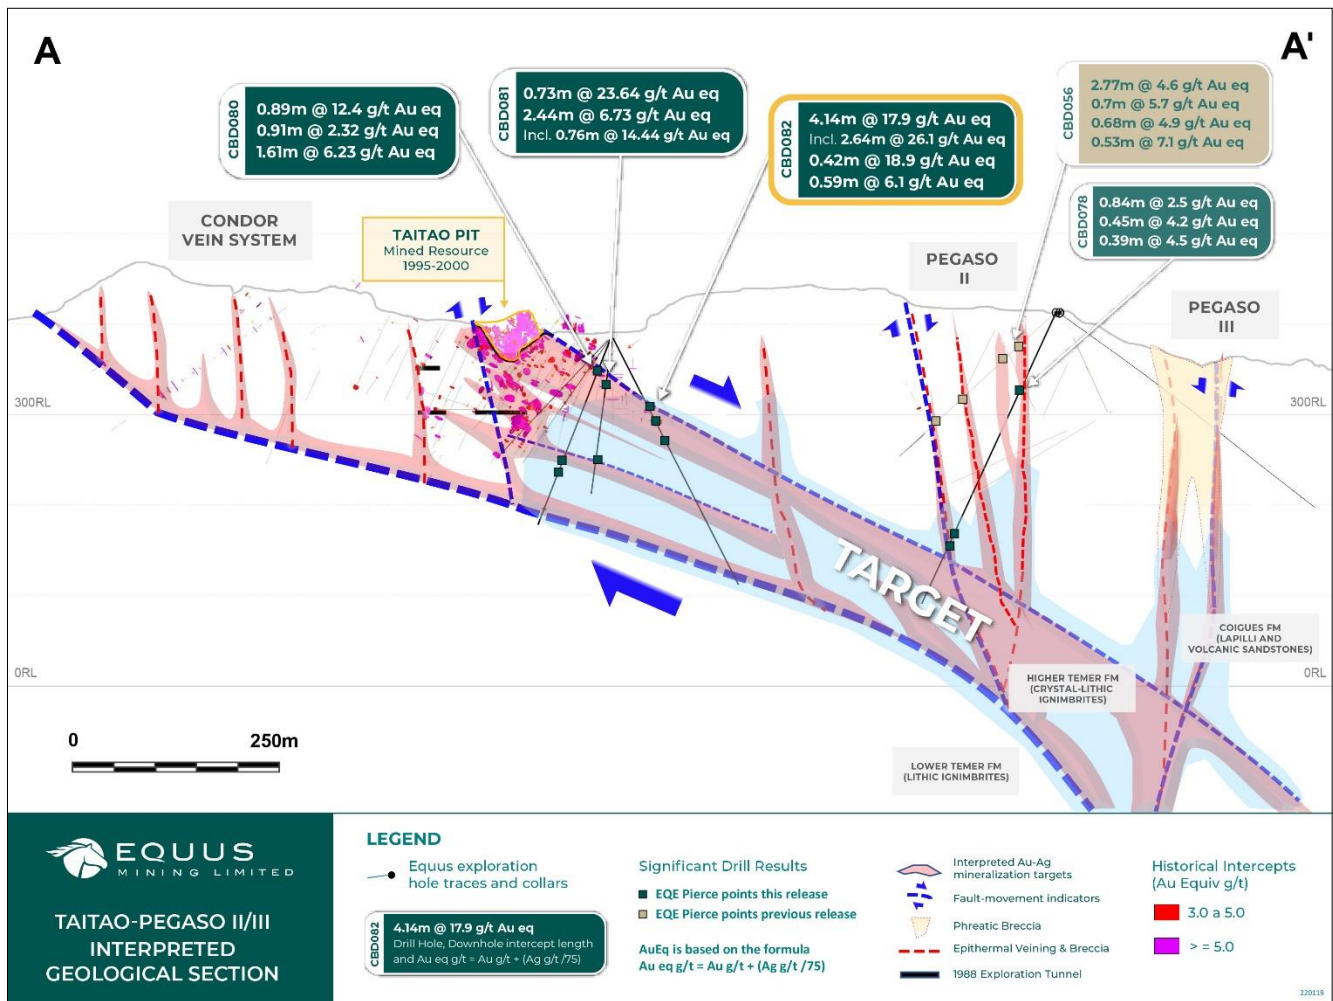 A
A'
CBD080
0.89m @ 12.4 g/t Au eq
0.91m @ 2.32 g/t Au eq
1.61m @ 6.23 g/t Au eq
CBD081
0.73m @ 23.64 g/t Au eq
2.44m @ 6.73 g/t Au eq
Incl. 0.76m @ 14.44 g/t Au eq
CBD082
4.14m @ 17.9 g/t Au eq
Incl. 2.64m @ 26.1 g/t Au eq
0.42m @ 18.9 g/t Au eq
0.59m @ 6.1 g/t Au eq
CBD056
2.77m @ 4.6 g/t Au eq
0.7m @ 5.7 g/t Au eq
0.68m @ 4.9 g/t Au eq
0.53m @ 7.1 g/t Au eq
CBD078
0.84m @ 2.5 g/t Au eq
0.45m @ 4.2 g/t Au eq
0.39m @ 4.5 g/t Au eq
CONDOR
VEIN SYSTEM
TAITAO PIT
Mined Resource
1995-2000
PEGASO
II
PEGASO
III
300RL
300RL
TARGET
0RL
0RL
COIGUES FM
(LAPILLI AND
VOLCANIC SANDSTONES)
HIGHER TEMER FM
(CRYSTAL-LITHIC
IGNIMBRITES)
LOWER TEMER FM
(LITHIC IGNIMBRITES)
0
250m
EQUUS
MINING LIMITED
TAITAO-PEGASO II/III
INTERPRETED
GEOLOGICAL SECTION
LEGEND
Equus exploration
hole traces and collars
CBD082
4.14m @ 17.9 g/t Au eq
Drill Hole, Downhole intercept length
and Au eq g/t = Au g/t + (Ag g/t /75)
Significant Drill Results
EQE Pierce points this release
EQE Pierce points previous release
AuEq is based on the formula
Au eq g/t = Au g/t + (Ag g/t /75)
Interpreted Au-Ag
mineralization targets
Fault-movement indicators
Phreatic Breccia
Epithermal Veining & Breccia
1988 Exploration Tunnel
Historical Intercepts
(Au Equiv g/t)
3.0 a 5.0
> = 5.0
220119